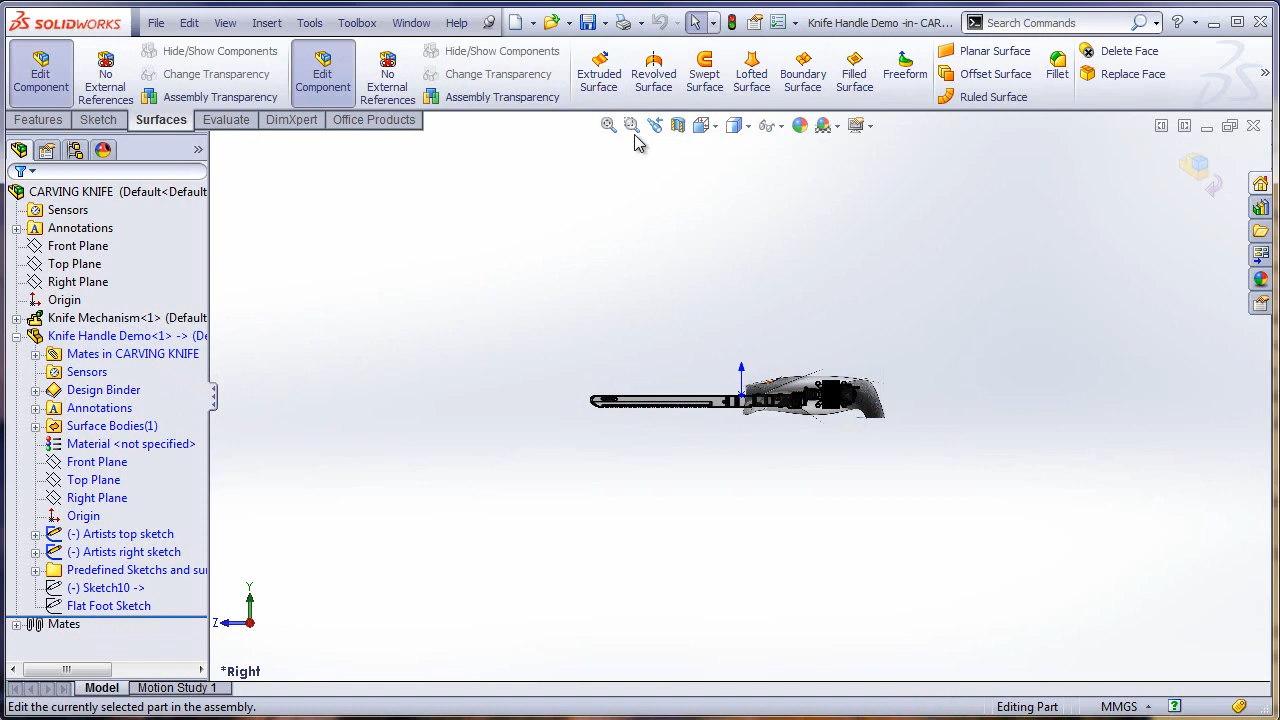 SOLIDWORKS File Edit View Insert Tools Toolbox Window Help Knife Handle Demo -in- CAR... Search Commands
Edit Component
No External References
Hide/Show Components
Change Transparency
Assembly Transparency
Edit Component
No External References
Hide/Show Components
Change Transparency
Assembly Transparency
Extruded Surface
Revolved Surface
Swept Surface
Lofted Surface
Boundary Surface
Filled Surface
Freeform
Planar Surface
Offset Surface
Ruled Surface
Fillet
Delete Face
Replace Face
Features Sketch Surfaces Evaluate DimXpert Office Products
CARVING KNIFE (Default<Default
Sensors
Annotations
Front Plane
Top Plane
Right Plane
Origin
Knife Mechanism<1> (Default
Knife Handle Demo<1> -> (De
Mates in CARVING KNIFE
Sensors
Design Binder
Annotations
Surface Bodies(1)
Material <not specified>
Front Plane
Top Plane
Right Plane
Origin
(-) Artists top sketch
(-) Artists right sketch
Predefined Sketchs and sur
(-) Sketch10 ->
Flat Foot Sketch
Mates
Y
Z
*Right
Model Motion Study 1
Edit the currently selected part in the assembly. Editing Part MMGS